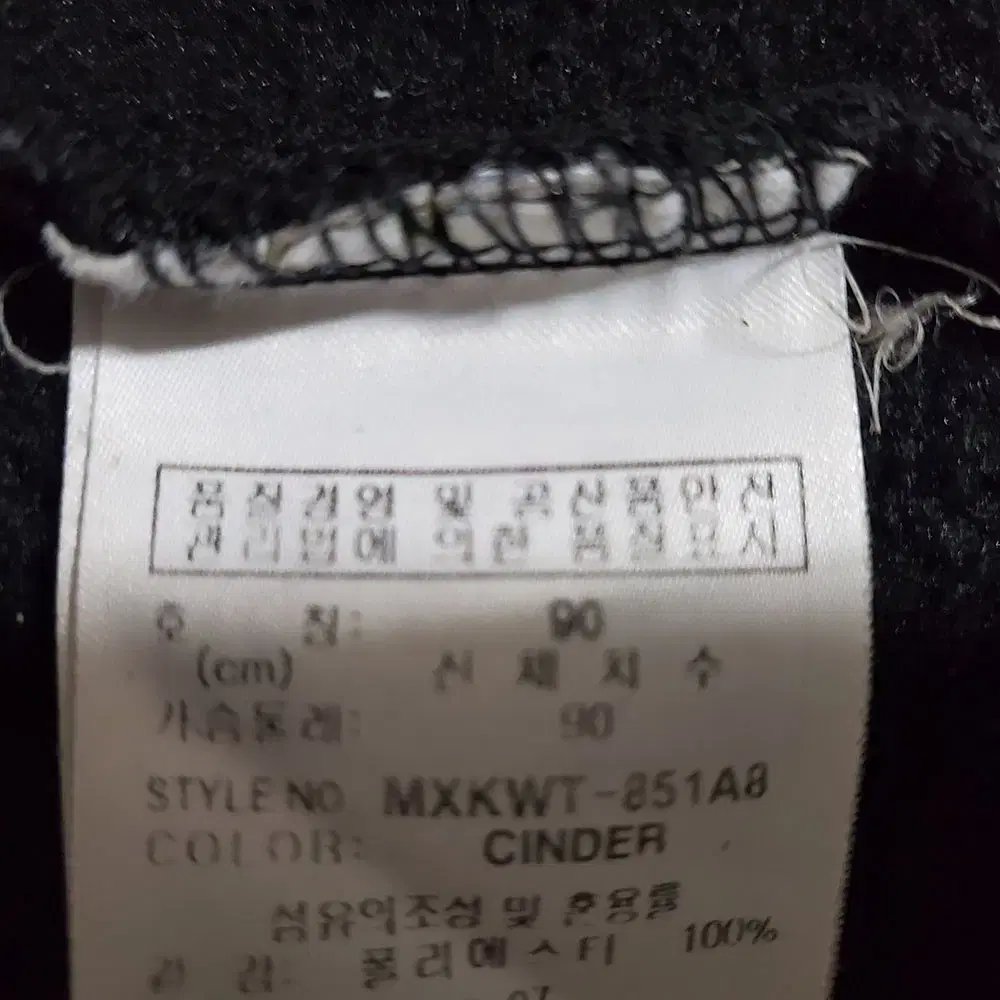 품질경영 및 공산품안전
관리법에 의한 품질표시
호 칭: 90
(cm) 신 체 치 수
가슴둘레: 90
STYLE NO. MXKWT-851A8
COLOR: CINDER
섬유의조성 및 혼용률
겉 감: 폴리에스터 100%